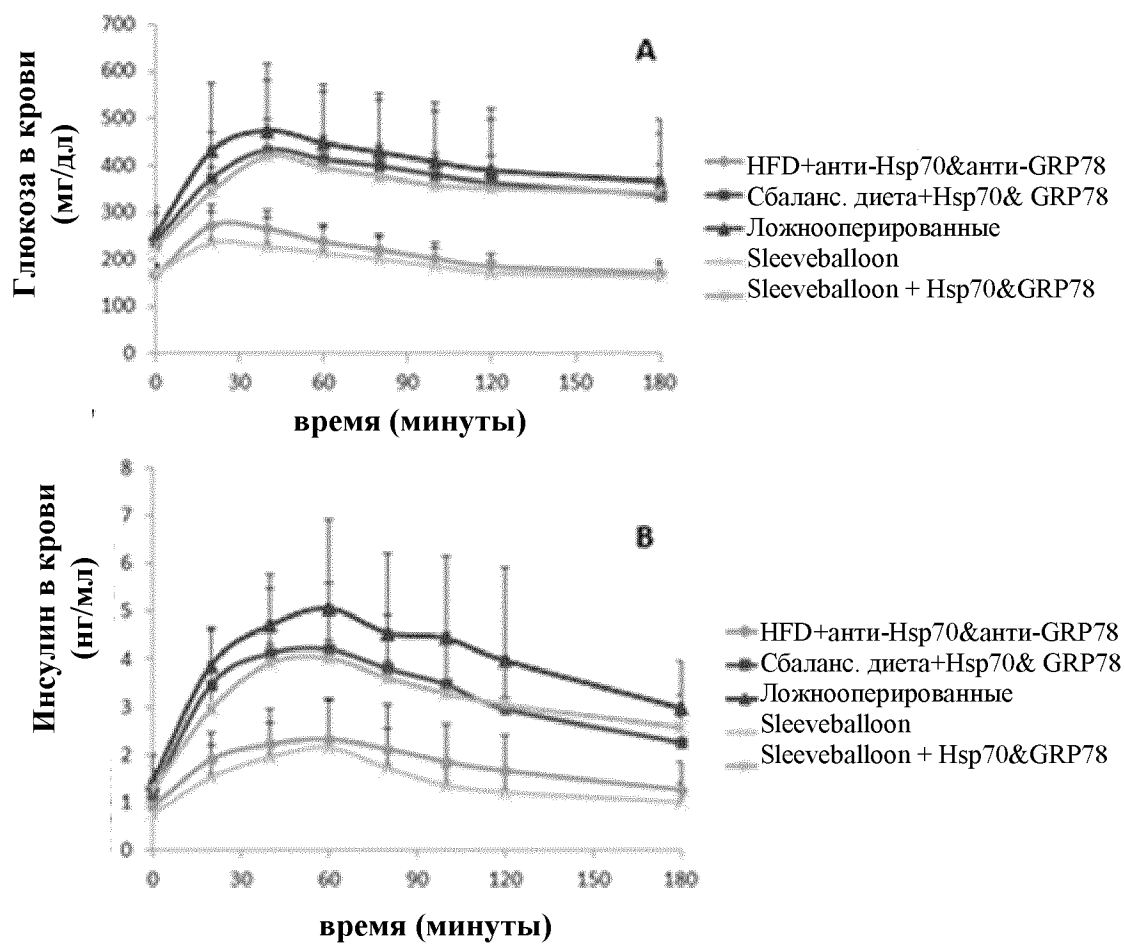 Глюкоза в крови
(мг/дл)
700
600
500
400
300
200
100
0
A
0 30 60 90 120 150 180
время (минуты)
HFD+анти-Hsp70&анти-GRP78
Сбаланс. диета+Hsp70& GRP78
Ложнооперированные
Sleeveballoon
Sleeveballoon + Hsp70&GRP78
Инсулин в крови
(нг/мл)
8
7
6
5
4
3
2
1
0
B
0 30 60 90 120 150 180
время (минуты)
HFD+анти-Hsp70&анти-GRP78
Сбаланс. диета+Hsp70& GRP78
Ложнооперированные
Sleeveballoon
Sleeveballoon + Hsp70&GRP78